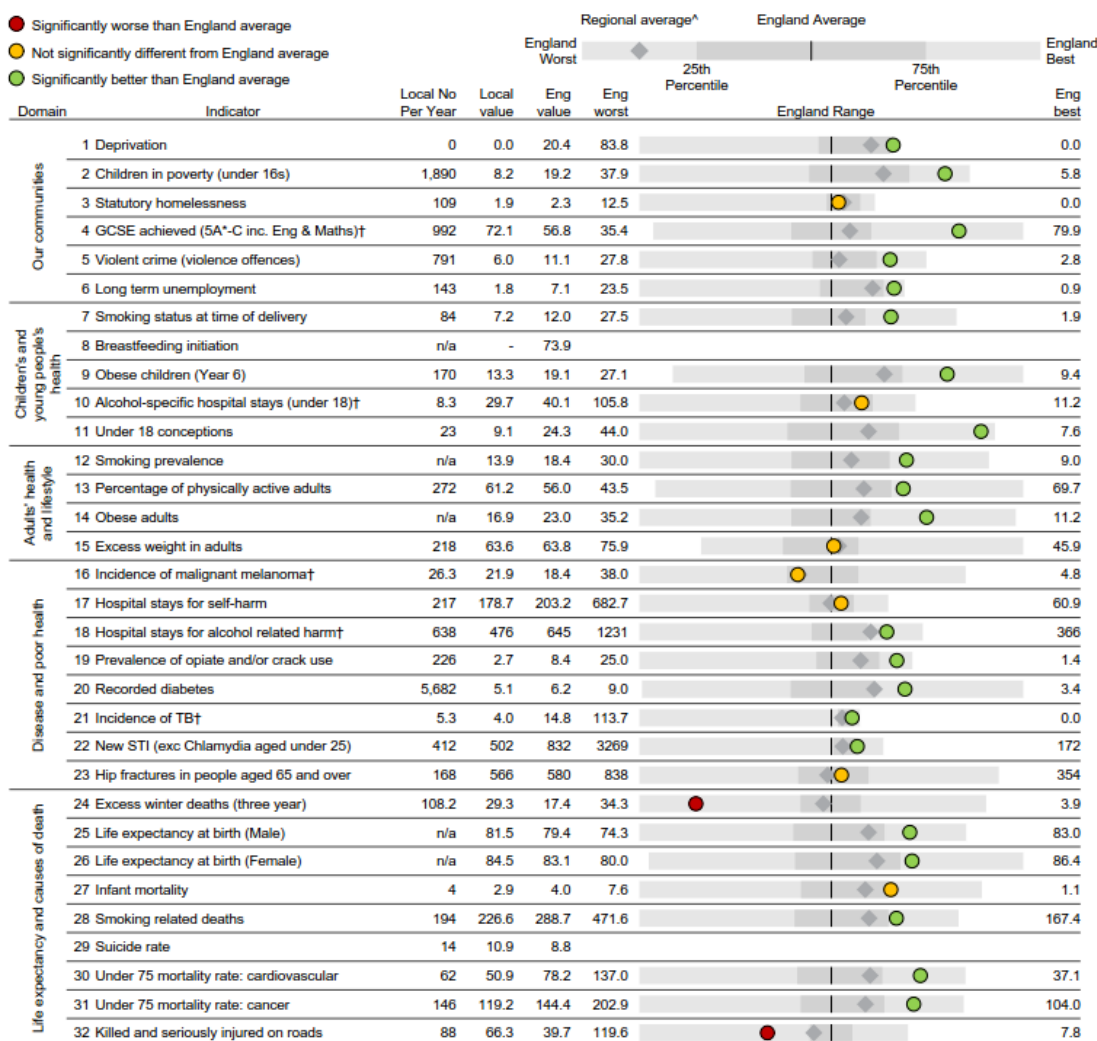 Significantly worse than England average
Not significantly different from England average
Significantly better than England average
Regional average^ England Average
England Worst England Best
25th Percentile 75th Percentile
Domain Indicator Local No Per Year Local value Eng value Eng worst England Range Eng best
Our communities
1 Deprivation 0 0.0 20.4 83.8 0.0
2 Children in poverty (under 16s) 1,890 8.2 19.2 37.9 5.8
3 Statutory homelessness 109 1.9 2.3 12.5 0.0
4 GCSE achieved (5A*-C inc. Eng & Maths)† 992 72.1 56.8 35.4 79.9
5 Violent crime (violence offences) 791 6.0 11.1 27.8 2.8
6 Long term unemployment 143 1.8 7.1 23.5 0.9
Children's and young people's health
7 Smoking status at time of delivery 84 7.2 12.0 27.5 1.9
8 Breastfeeding initiation n/a - 73.9
9 Obese children (Year 6) 170 13.3 19.1 27.1 9.4
10 Alcohol-specific hospital stays (under 18)† 8.3 29.7 40.1 105.8 11.2
11 Under 18 conceptions 23 9.1 24.3 44.0 7.6
Adults' health and lifestyle
12 Smoking prevalence n/a 13.9 18.4 30.0 9.0
13 Percentage of physically active adults 272 61.2 56.0 43.5 69.7
14 Obese adults n/a 16.9 23.0 35.2 11.2
15 Excess weight in adults 218 63.6 63.8 75.9 45.9
Disease and poor health
16 Incidence of malignant melanoma† 26.3 21.9 18.4 38.0 4.8
17 Hospital stays for self-harm 217 178.7 203.2 682.7 60.9
18 Hospital stays for alcohol related harm† 638 476 645 1231 366
19 Prevalence of opiate and/or crack use 226 2.7 8.4 25.0 1.4
20 Recorded diabetes 5,682 5.1 6.2 9.0 3.4
21 Incidence of TB† 5.3 4.0 14.8 113.7 0.0
22 New STI (exc Chlamydia aged under 25) 412 502 832 3269 172
23 Hip fractures in people aged 65 and over 168 566 580 838 354
Life expectancy and causes of death
24 Excess winter deaths (three year) 108.2 29.3 17.4 34.3 3.9
25 Life expectancy at birth (Male) n/a 81.5 79.4 74.3 83.0
26 Life expectancy at birth (Female) n/a 84.5 83.1 80.0 86.4
27 Infant mortality 4 2.9 4.0 7.6 1.1
28 Smoking related deaths 194 226.6 288.7 471.6 167.4
29 Suicide rate 14 10.9 8.8
30 Under 75 mortality rate: cardiovascular 62 50.9 78.2 137.0 37.1
31 Under 75 mortality rate: cancer 146 119.2 144.4 202.9 104.0
32 Killed and seriously injured on roads 88 66.3 39.7 119.6 7.8